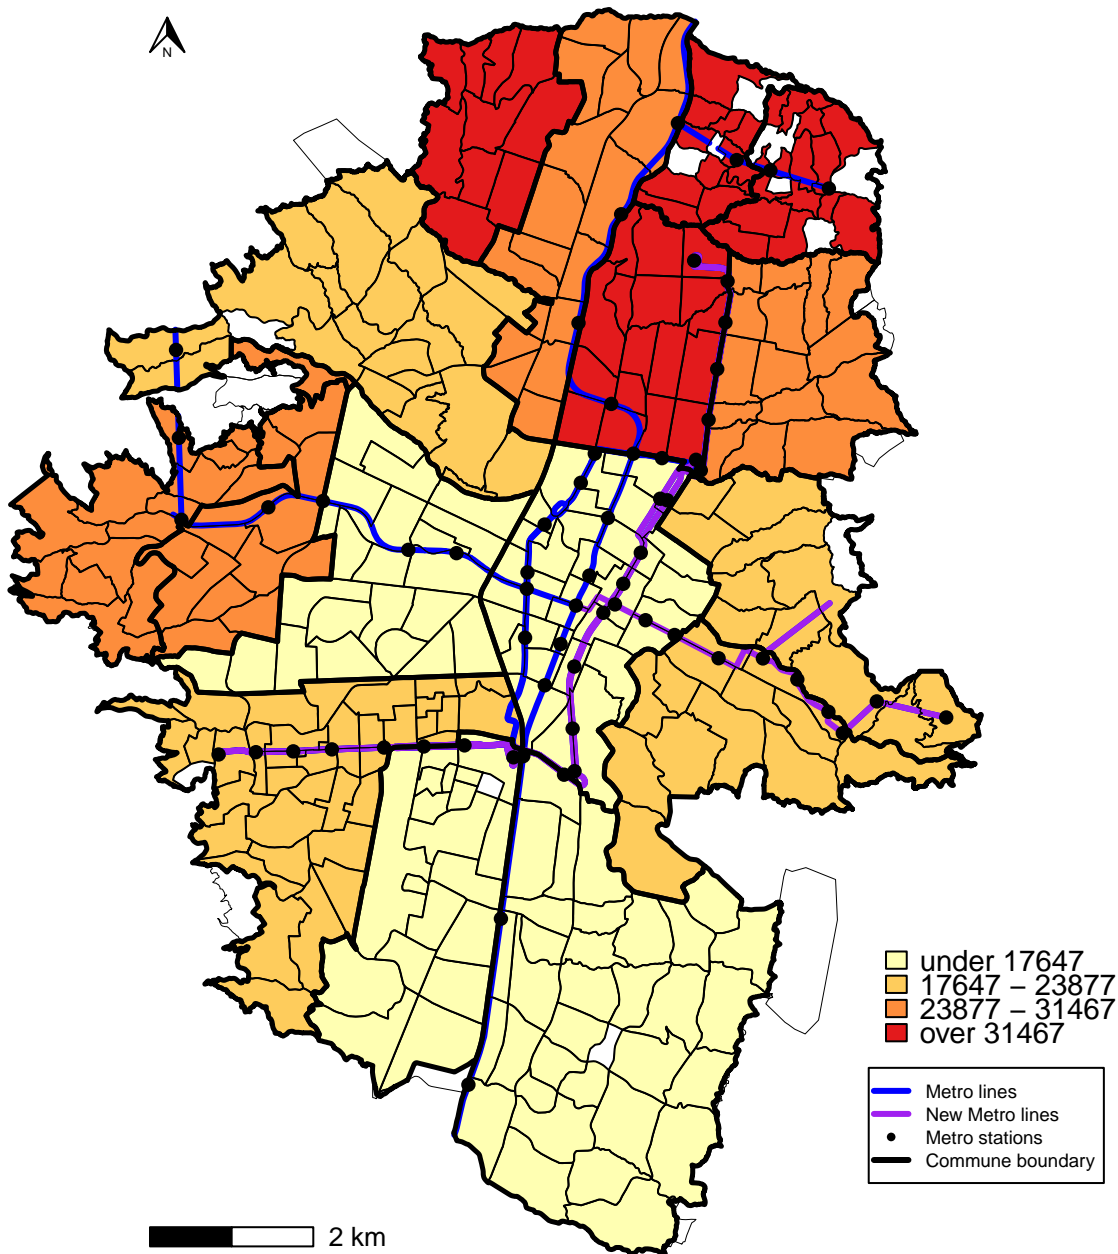 N
under 17647
17647 – 23877
23877 – 31467
over 31467
Metro lines
New Metro lines
Metro stations
Commune boundary
2 km